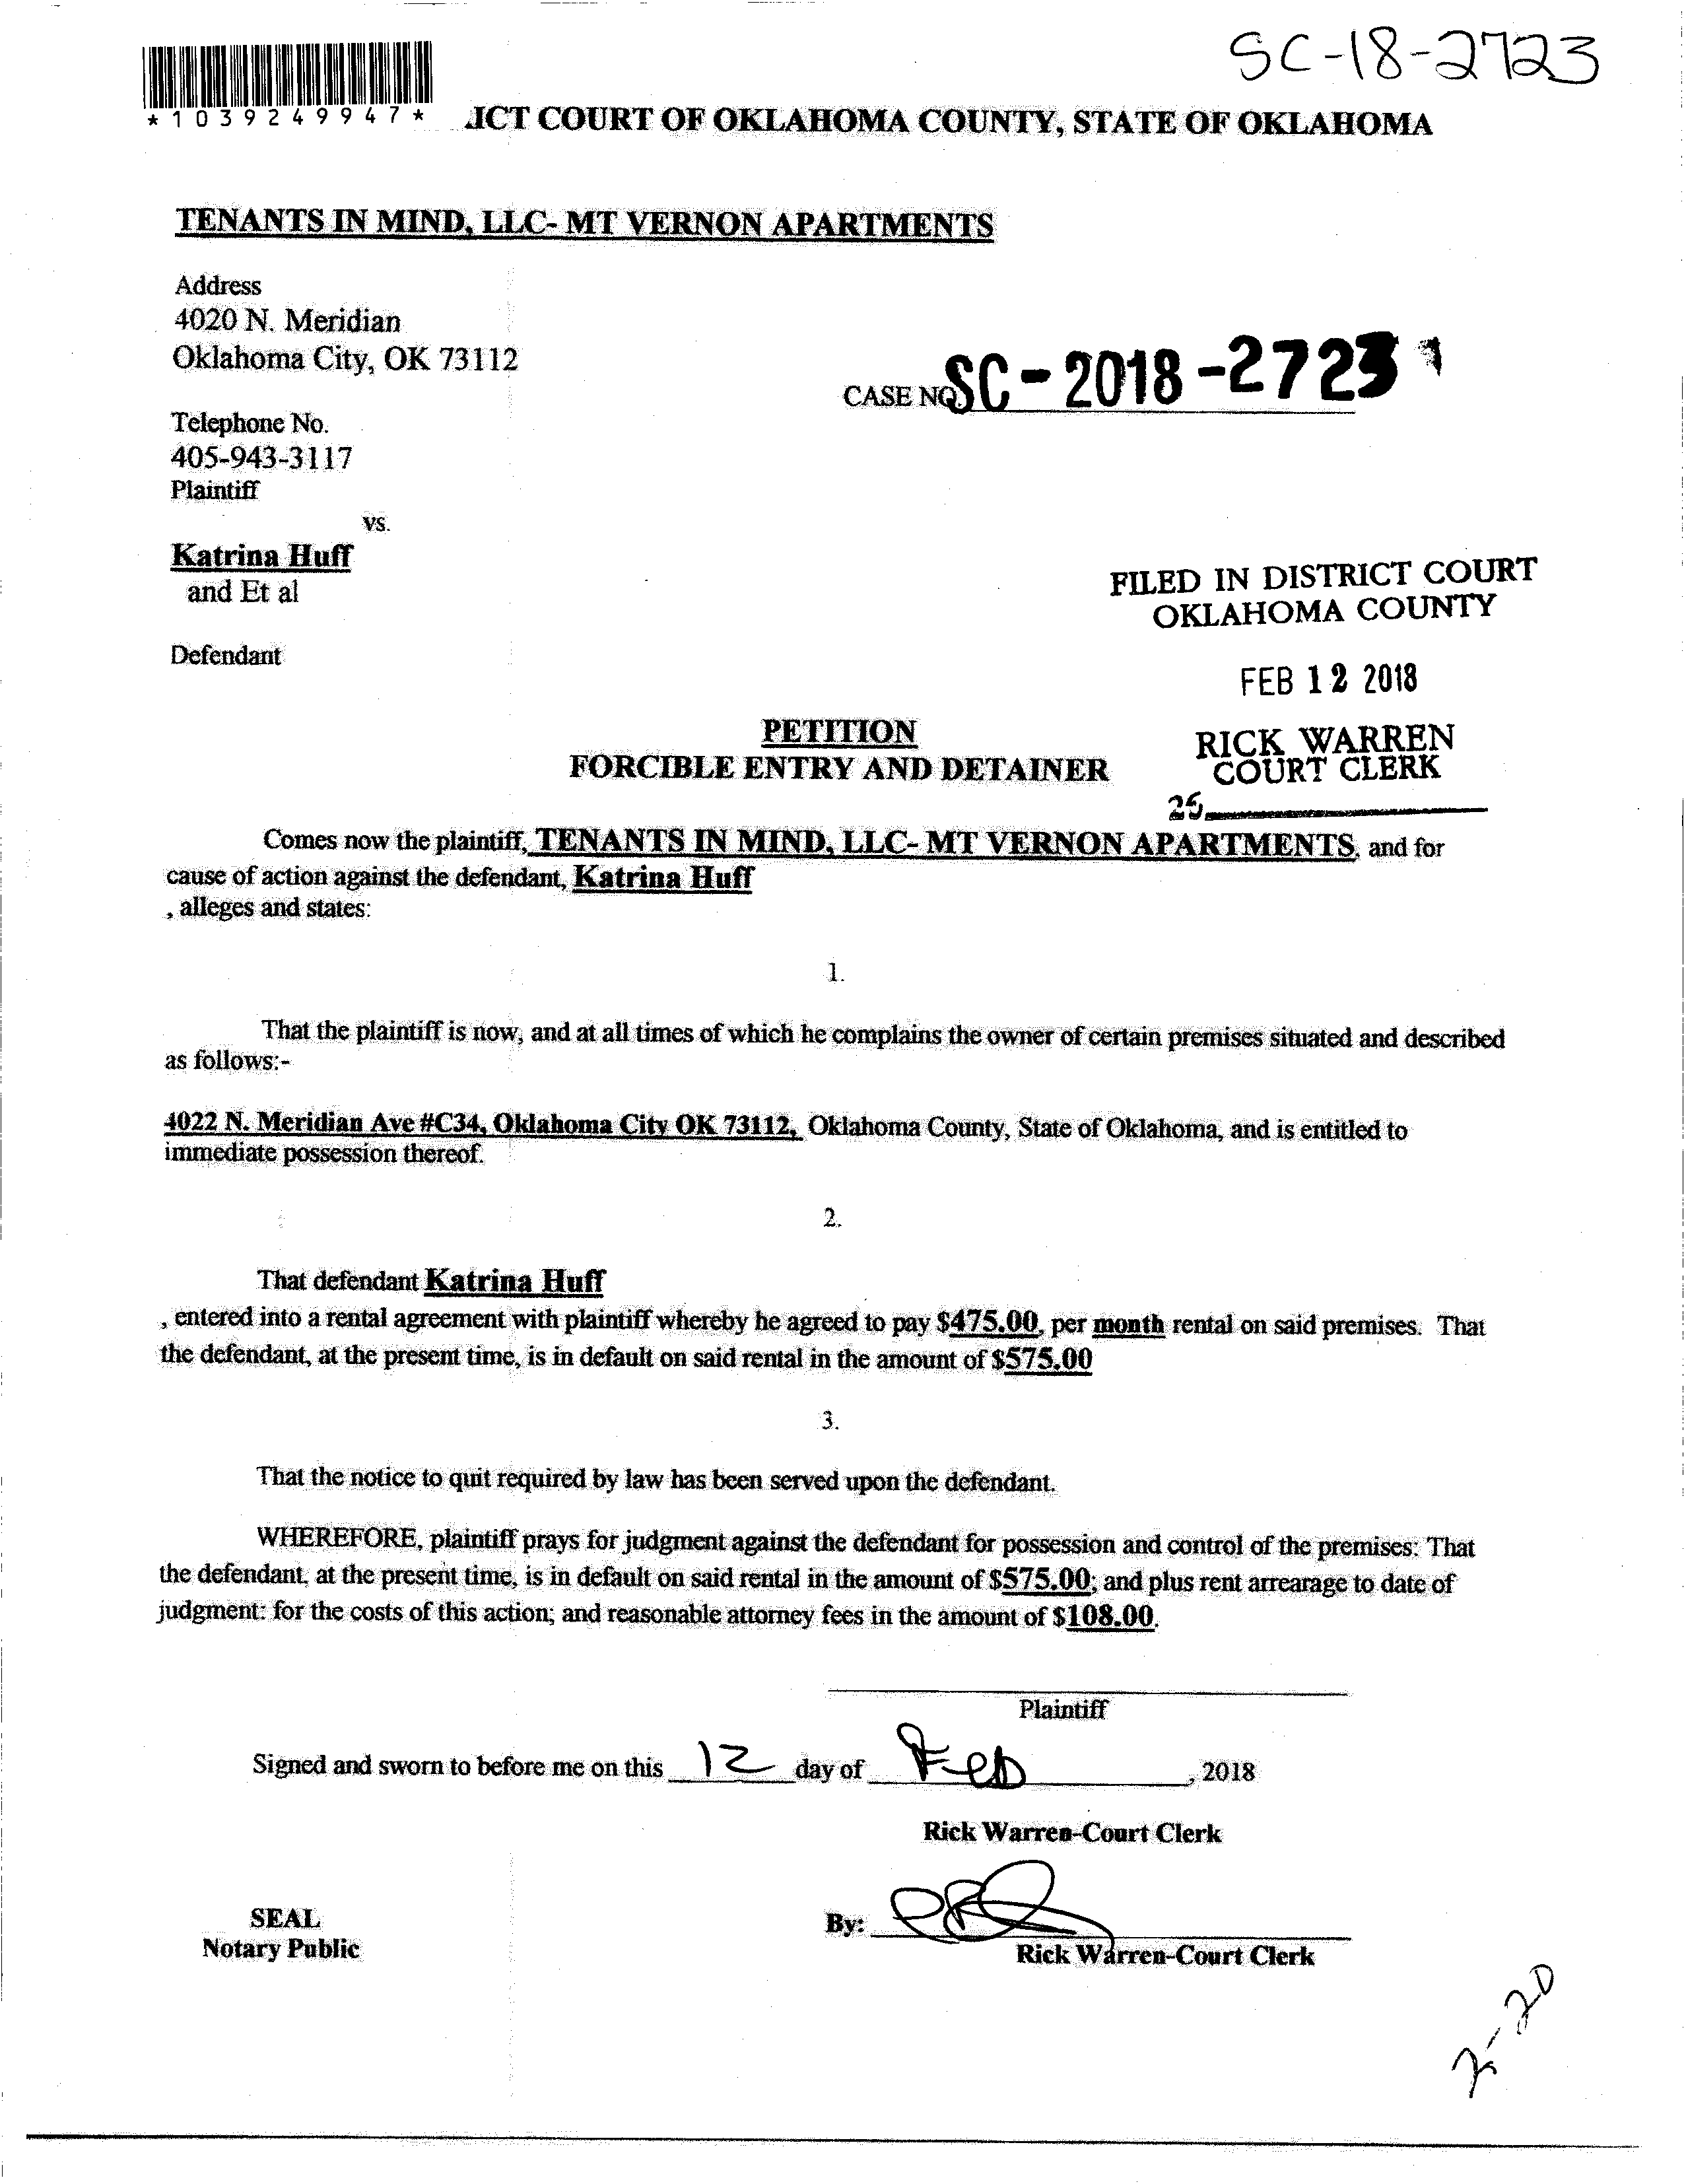 SC-18-2723
*1039249947*
ICT COURT OF OKLAHOMA COUNTY, STATE OF OKLAHOMA
TENANTS IN MIND, LLC- MT VERNON APARTMENTS
Address
4020 N. Meridian
Oklahoma City, OK 73112
CASE NO. SC-2018-2723
Telephone No.
405-943-3117
Plaintiff
vs.
Katrina Huff
and Et al
Defendant
FILED IN DISTRICT COURT
OKLAHOMA COUNTY
FEB 12 2018
RICK WARREN
COURT CLERK
25
PETITION
FORCIBLE ENTRY AND DETAINER
Comes now the plaintiff, TENANTS IN MIND, LLC- MT VERNON APARTMENTS, and for
cause of action against the defendant, Katrina Huff
, alleges and states:
1.
That the plaintiff is now, and at all times of which he complains the owner of certain premises situated and described
as follows:-
4022 N. Meridian Ave #C34, Oklahoma City OK 73112, Oklahoma County, State of Oklahoma, and is entitled to
immediate possession thereof.
2.
That defendant Katrina Huff
, entered into a rental agreement with plaintiff whereby he agreed to pay $475.00, per month rental on said premises. That
the defendant, at the present time, is in default on said rental in the amount of $575.00
3.
That the notice to quit required by law has been served upon the defendant.
WHEREFORE, plaintiff prays for judgment against the defendant for possession and control of the premises: That
the defendant, at the present time, is in default on said rental in the amount of $575.00; and plus rent arrearage to date of
judgment: for the costs of this action; and reasonable attorney fees in the amount of $108.00.
Plaintiff
Signed and sworn to before me on this 12 day of Feb, 2018
Rick Warren-Court Clerk
SEAL
Notary Public
By:
Rick Warren-Court Clerk
2-20